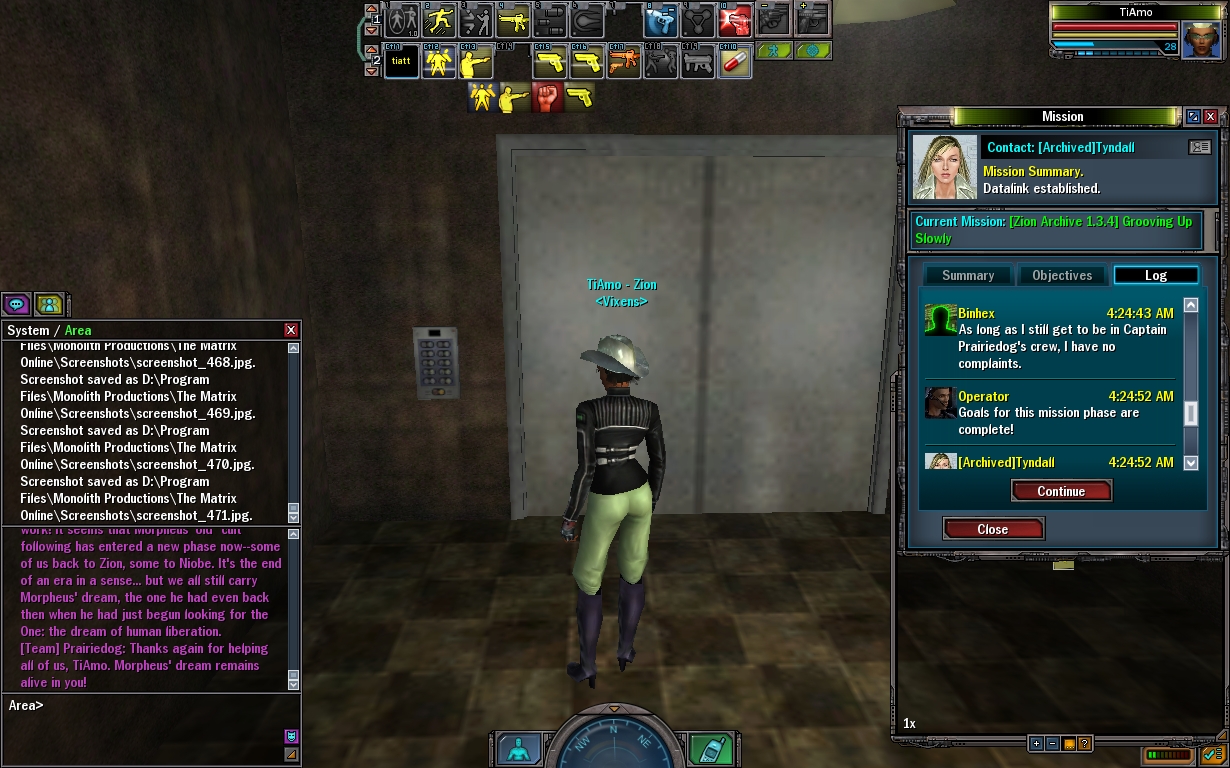 TiAmo
28
1
2
tiatt
Mission
Contact: [Archived]Tyndall
Mission Summary.
Datalink established.
Current Mission: [Zion Archive 1.3.4] Grooving Up
Slowly
Summary
Objectives
Log
Binhex 4:24:43 AM
As long as I still get to be in Captain
Prairiedog's crew, I have no
complaints.
Operator 4:24:52 AM
Goals for this mission phase are
complete!
[Archived]Tyndall 4:24:52 AM
Continue
Close
TiAmo - Zion
<Vixens>
System / Area
Files\Monolith Productions\The Matrix
Online\Screenshots\screenshot_468.jpg.
Screenshot saved as D:\Program
Files\Monolith Productions\The Matrix
Online\Screenshots\screenshot_469.jpg.
Screenshot saved as D:\Program
Files\Monolith Productions\The Matrix
Online\Screenshots\screenshot_470.jpg.
Screenshot saved as D:\Program
Files\Monolith Productions\The Matrix
Online\Screenshots\screenshot_471.jpg.
work! It seems that Morpheus' old "cult"
following has entered a new phase now--some
of us back to Zion, some to Niobe--it's the end
of an era in a sense... but we all still carry
Morpheus' dream, the one he had even back
then when he had just begun looking for the
One: the dream of human liberation.
[Team] Prairiedog: Thanks again for helping
all of us, TiAmo. Morpheus' dream remains
alive in you!
Area>
NW N NE
1x